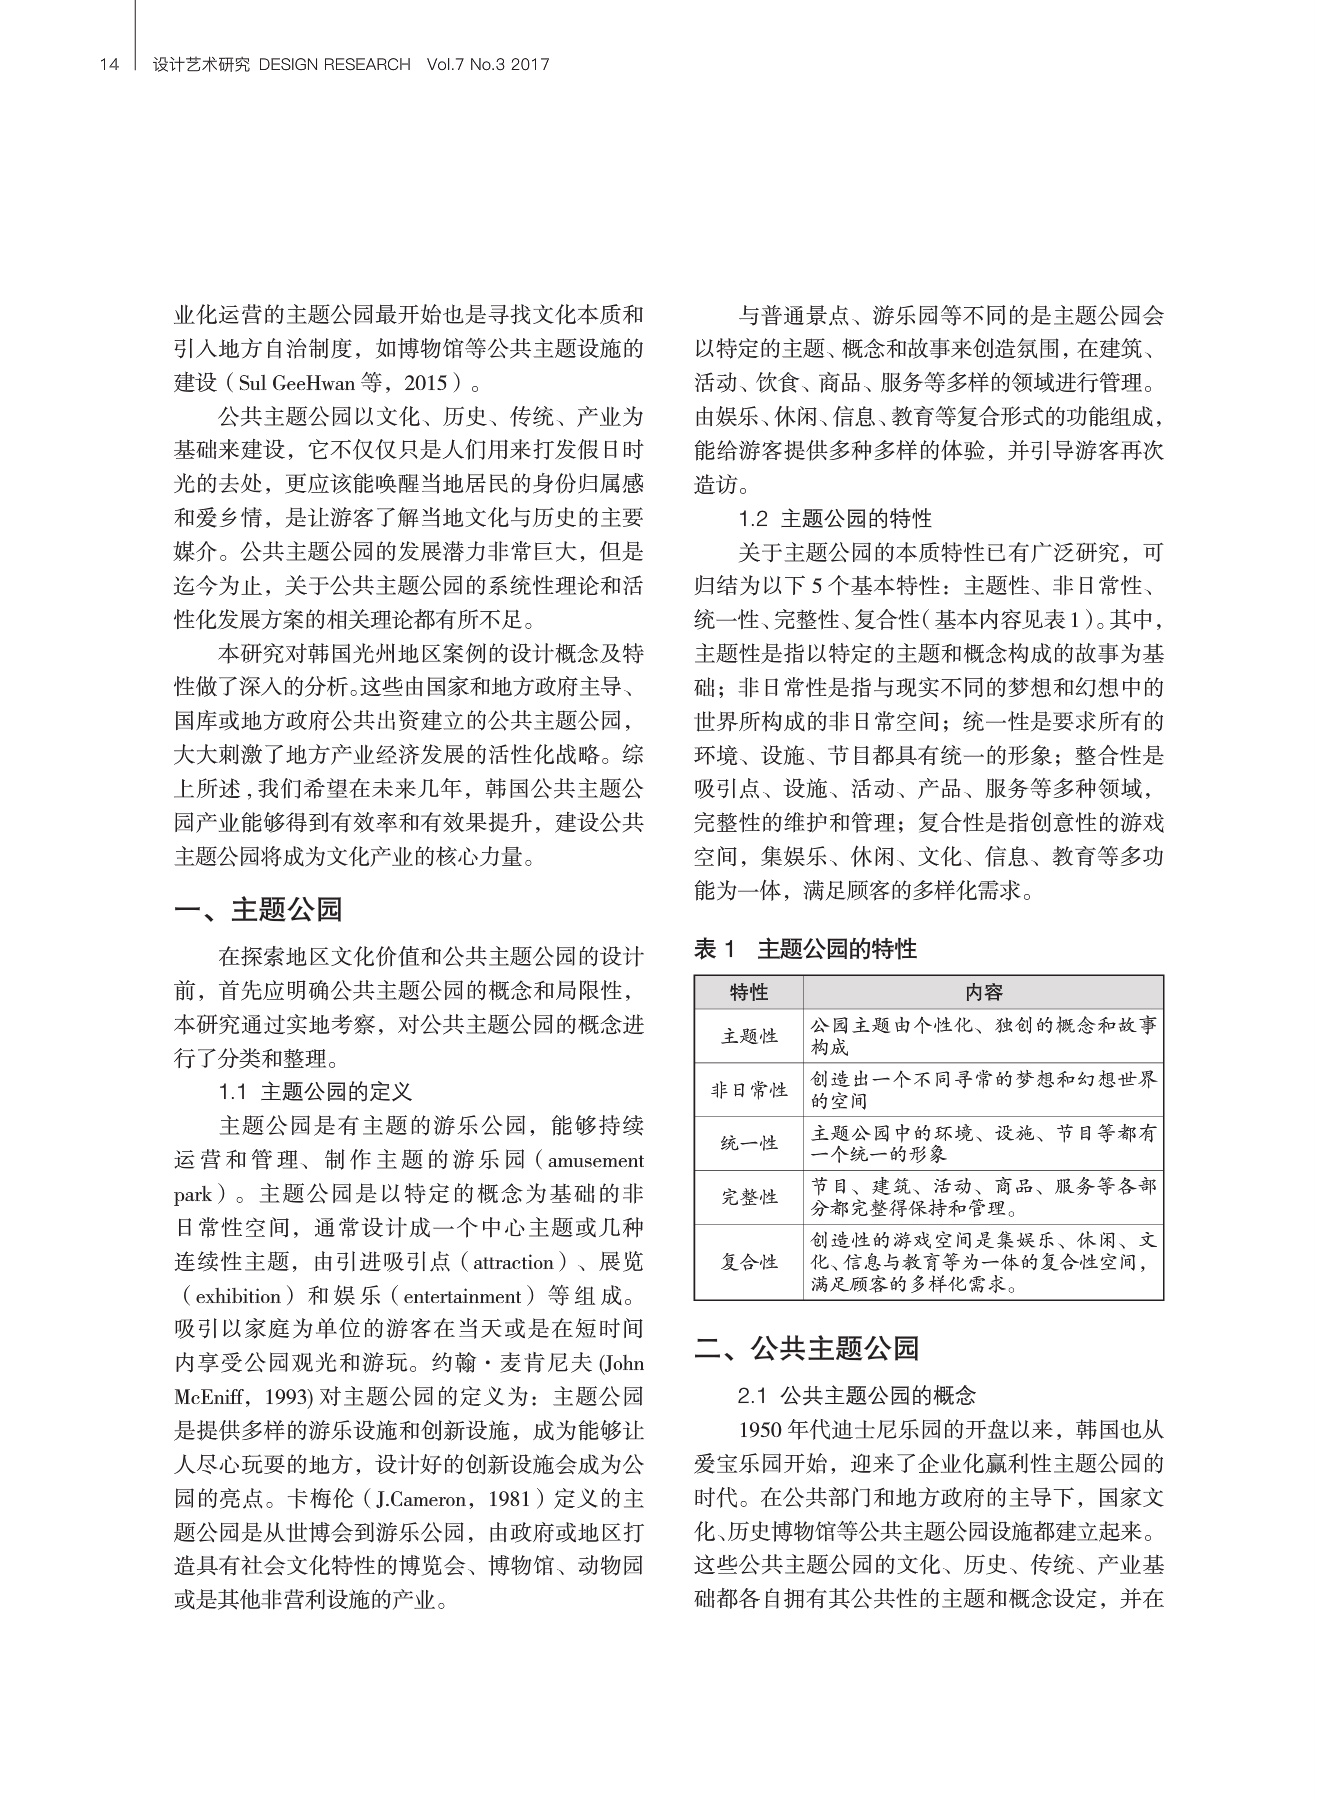 14 设计艺术研究 DESIGN RESEARCH Vol.7 No.3 2017
业化运营的主题公园最开始也是寻找文化本质和
引入地方自治制度，如博物馆等公共主题设施的
建设（Sul GeeHwan 等，2015）。
公共主题公园以文化、历史、传统、产业为
基础来建设，它不仅仅只是人们用来打发假日时
光的去处，更应该能唤醒当地居民的身份归属感
和爱乡情，是让游客了解当地文化与历史的主要
媒介。公共主题公园的发展潜力非常巨大，但是
迄今为止，关于公共主题公园的系统性理论和活
性化发展方案的相关理论都有所不足。
本研究对韩国光州地区案例的设计概念及特
性做了深入的分析。这些由国家和地方政府主导、
国库或地方政府公共出资建立的公共主题公园，
大大刺激了地方产业经济发展的活性化战略。综
上所述 , 我们希望在未来几年，韩国公共主题公
园产业能够得到有效率和有效果提升，建设公共
主题公园将成为文化产业的核心力量。
一、主题公园
在探索地区文化价值和公共主题公园的设计
前，首先应明确公共主题公园的概念和局限性，
本研究通过实地考察，对公共主题公园的概念进
行了分类和整理。
1.1 主题公园的定义
主题公园是有主题的游乐公园，能够持续
运营和管理、制作主题的游乐园（amusement
park）。主题公园是以特定的概念为基础的非
日常性空间，通常设计成一个中心主题或几种
连续性主题，由引进吸引点（attraction）、展览
（exhibition）和娱乐（entertainment）等组成。
吸引以家庭为单位的游客在当天或是在短时间
内享受公园观光和游玩。约翰・麦肯尼夫 (John
McEniff，1993) 对主题公园的定义为：主题公园
是提供多样的游乐设施和创新设施，成为能够让
人尽心玩耍的地方，设计好的创新设施会成为公
园的亮点。卡梅伦（J.Cameron，1981）定义的主
题公园是从世博会到游乐公园，由政府或地区打
造具有社会文化特性的博览会、博物馆、动物园
或是其他非营利设施的产业。
与普通景点、游乐园等不同的是主题公园会
以特定的主题、概念和故事来创造氛围，在建筑、
活动、饮食、商品、服务等多样的领域进行管理。
由娱乐、休闲、信息、教育等复合形式的功能组成，
能给游客提供多种多样的体验，并引导游客再次
造访。
1.2 主题公园的特性
关于主题公园的本质特性已有广泛研究，可
归结为以下 5 个基本特性：主题性、非日常性、
统一性、完整性、复合性（基本内容见表 1）。其中，
主题性是指以特定的主题和概念构成的故事为基
础；非日常性是指与现实不同的梦想和幻想中的
世界所构成的非日常空间；统一性是要求所有的
环境、设施、节目都具有统一的形象；整合性是
吸引点、设施、活动、产品、服务等多种领域，
完整性的维护和管理；复合性是指创意性的游戏
空间，集娱乐、休闲、文化、信息、教育等多功
能为一体，满足顾客的多样化需求。
表 1 主题公园的特性
特性 内容
主题性 公园主题由个性化、独创的概念和故事
构成
非日常性 创造出一个不同寻常的梦想和幻想世界
的空间
统一性 主题公园中的环境、设施、节目等都有
一个统一的形象
完整性 节目、建筑、活动、商品、服务等各部
分都完整得保持和管理。
复合性 创造性的游戏空间是集娱乐、休闲、文
化、信息与教育等为一体的复合性空间，
满足顾客的多样化需求。
二、公共主题公园
2.1 公共主题公园的概念
1950 年代迪士尼乐园的开盘以来，韩国也从
爱宝乐园开始，迎来了企业化赢利性主题公园的
时代。在公共部门和地方政府的主导下，国家文
化、历史博物馆等公共主题公园设施都建立起来。
这些公共主题公园的文化、历史、传统、产业基
础都各自拥有其公共性的主题和概念设定，并在